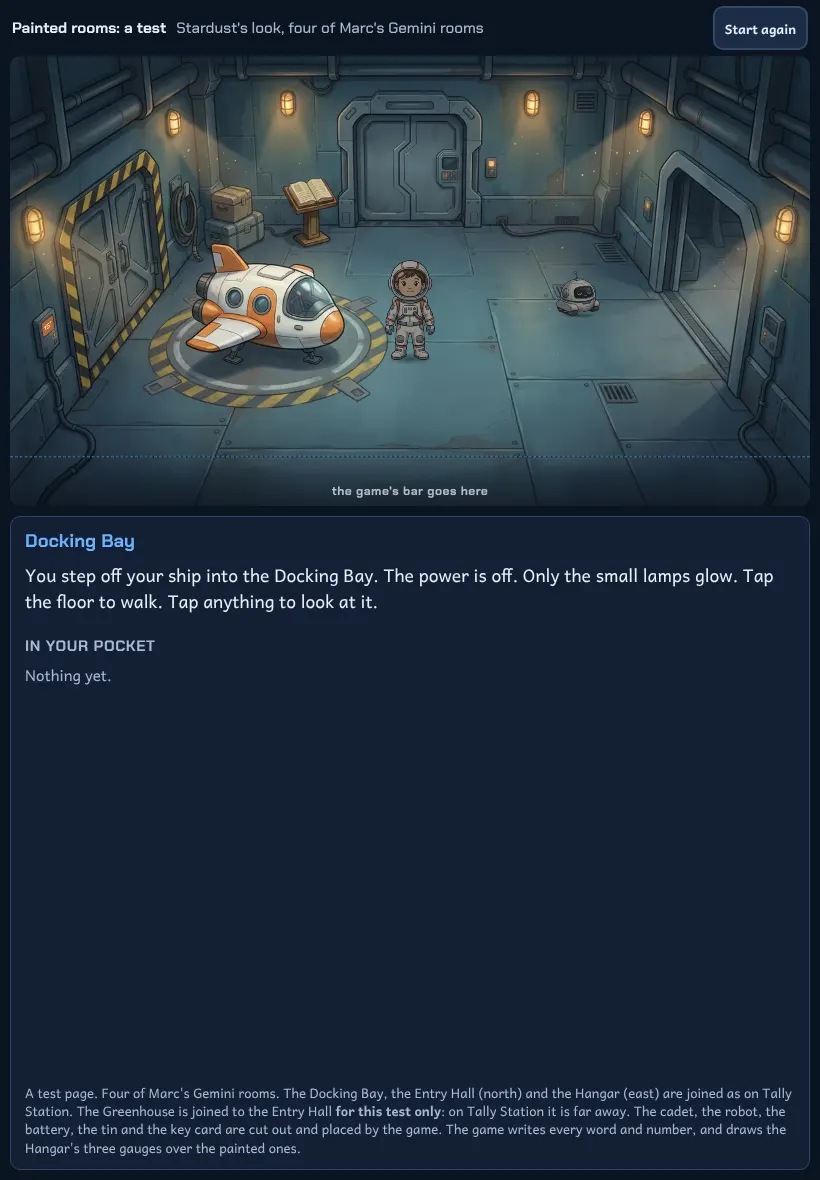 Painted rooms: a test Stardust's look, four of Marc's Gemini rooms
Start again
the game's bar goes here
Docking Bay
You step off your ship into the Docking Bay. The power is off. Only the small lamps glow. Tap
the floor to walk. Tap anything to look at it.
IN YOUR POCKET
Nothing yet.
A test page. Four of Marc's Gemini rooms. The Docking Bay, the Entry Hall (north) and the Hangar (east) are joined as on Tally
Station. The Greenhouse is joined to the Entry Hall for this test only: on Tally Station it is far away. The cadet, the robot, the
battery, the tin and the key card are cut out and placed by the game. The game writes every word and number, and draws the
Hangar's three gauges over the painted ones.